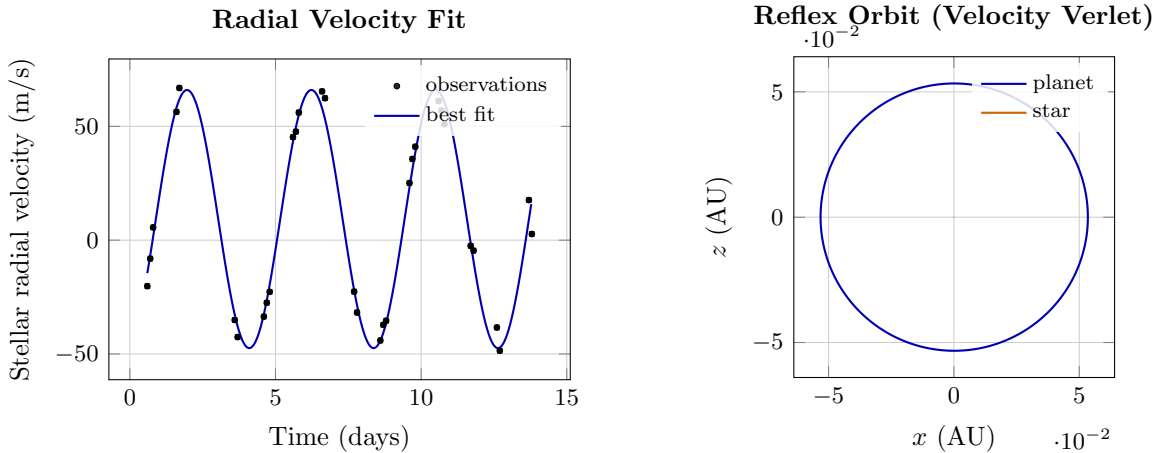 Radial Velocity Fit
Stellar radial velocity (m/s)
50
0
−50
0
5
10
15
Time (days)
observations
best fit
Reflex Orbit (Velocity Verlet)
·10⁻²
z (AU)
5
0
−5
−5
0
5
x (AU)
·10⁻²
planet
star